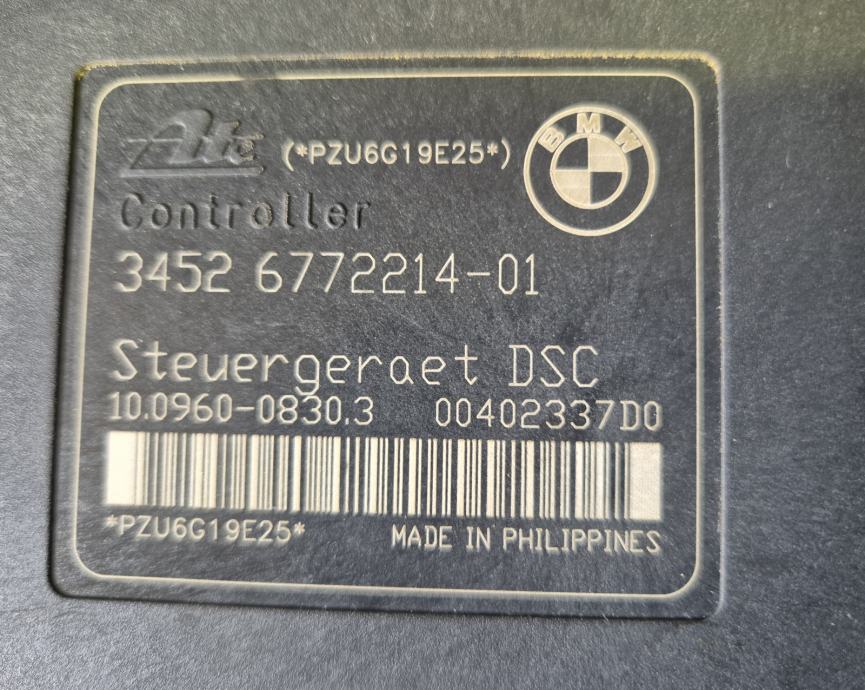 Ate (*PZU6G19E25*) BMW
Controller
3452 6772214-01
Steuergeraet DSC
10.0960-0830.3 00402337D0
*PZU6G19E25* MADE IN PHILIPPINES